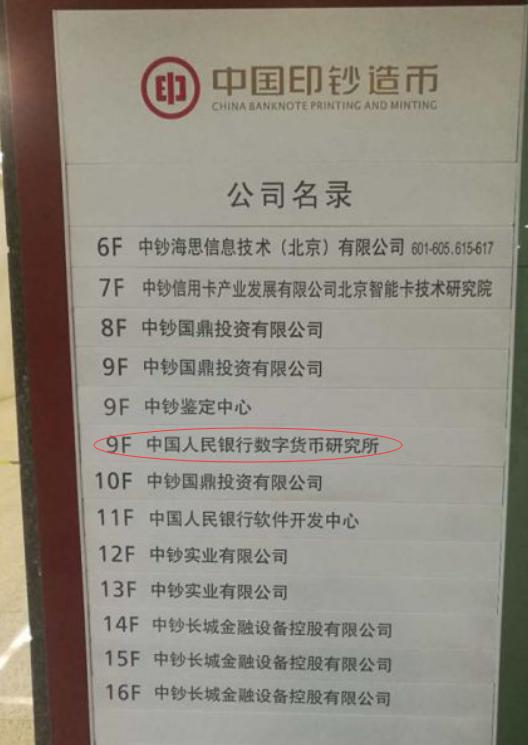 中国印钞造币
CHINA BANKNOTE PRINTING AND MINTING
公司名录
6F 中钞海思信息技术（北京）有限公司 601-605.615-617
7F 中钞信用卡产业发展有限公司北京智能卡技术研究院
8F 中钞国鼎投资有限公司
9F 中钞国鼎投资有限公司
9F 中钞鉴定中心
9F 中国人民银行数字货币研究所
10F 中钞国鼎投资有限公司
11F 中国人民银行软件开发中心
12F 中钞实业有限公司
13F 中钞实业有限公司
14F 中钞长城金融设备控股有限公司
15F 中钞长城金融设备控股有限公司
16F 中钞长城金融设备控股有限公司